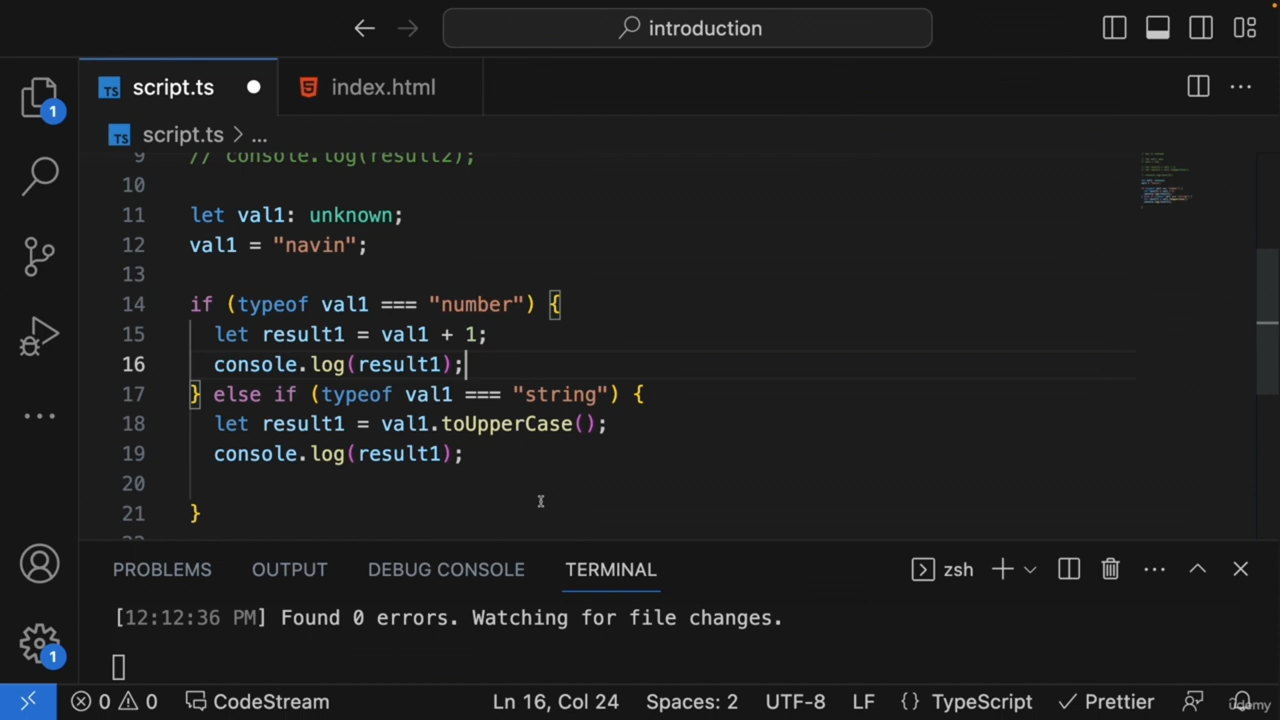 introduction
TS script.ts
index.html
1
TS script.ts > ...
9 // console.log(result2);
10
11 let val1: unknown;
12 val1 = "navin";
13
14 if (typeof val1 === "number") {
15 let result1 = val1 + 1;
16 console.log(result1);
17 } else if (typeof val1 === "string") {
18 let result1 = val1.toUpperCase();
19 console.log(result1);
20
21 }
PROBLEMS OUTPUT DEBUG CONSOLE TERMINAL zsh
[12:12:36 PM] Found 0 errors. Watching for file changes.
1
0 0 CodeStream Ln 16, Col 24 Spaces: 2 UTF-8 LF {} TypeScript Prettier
udemy